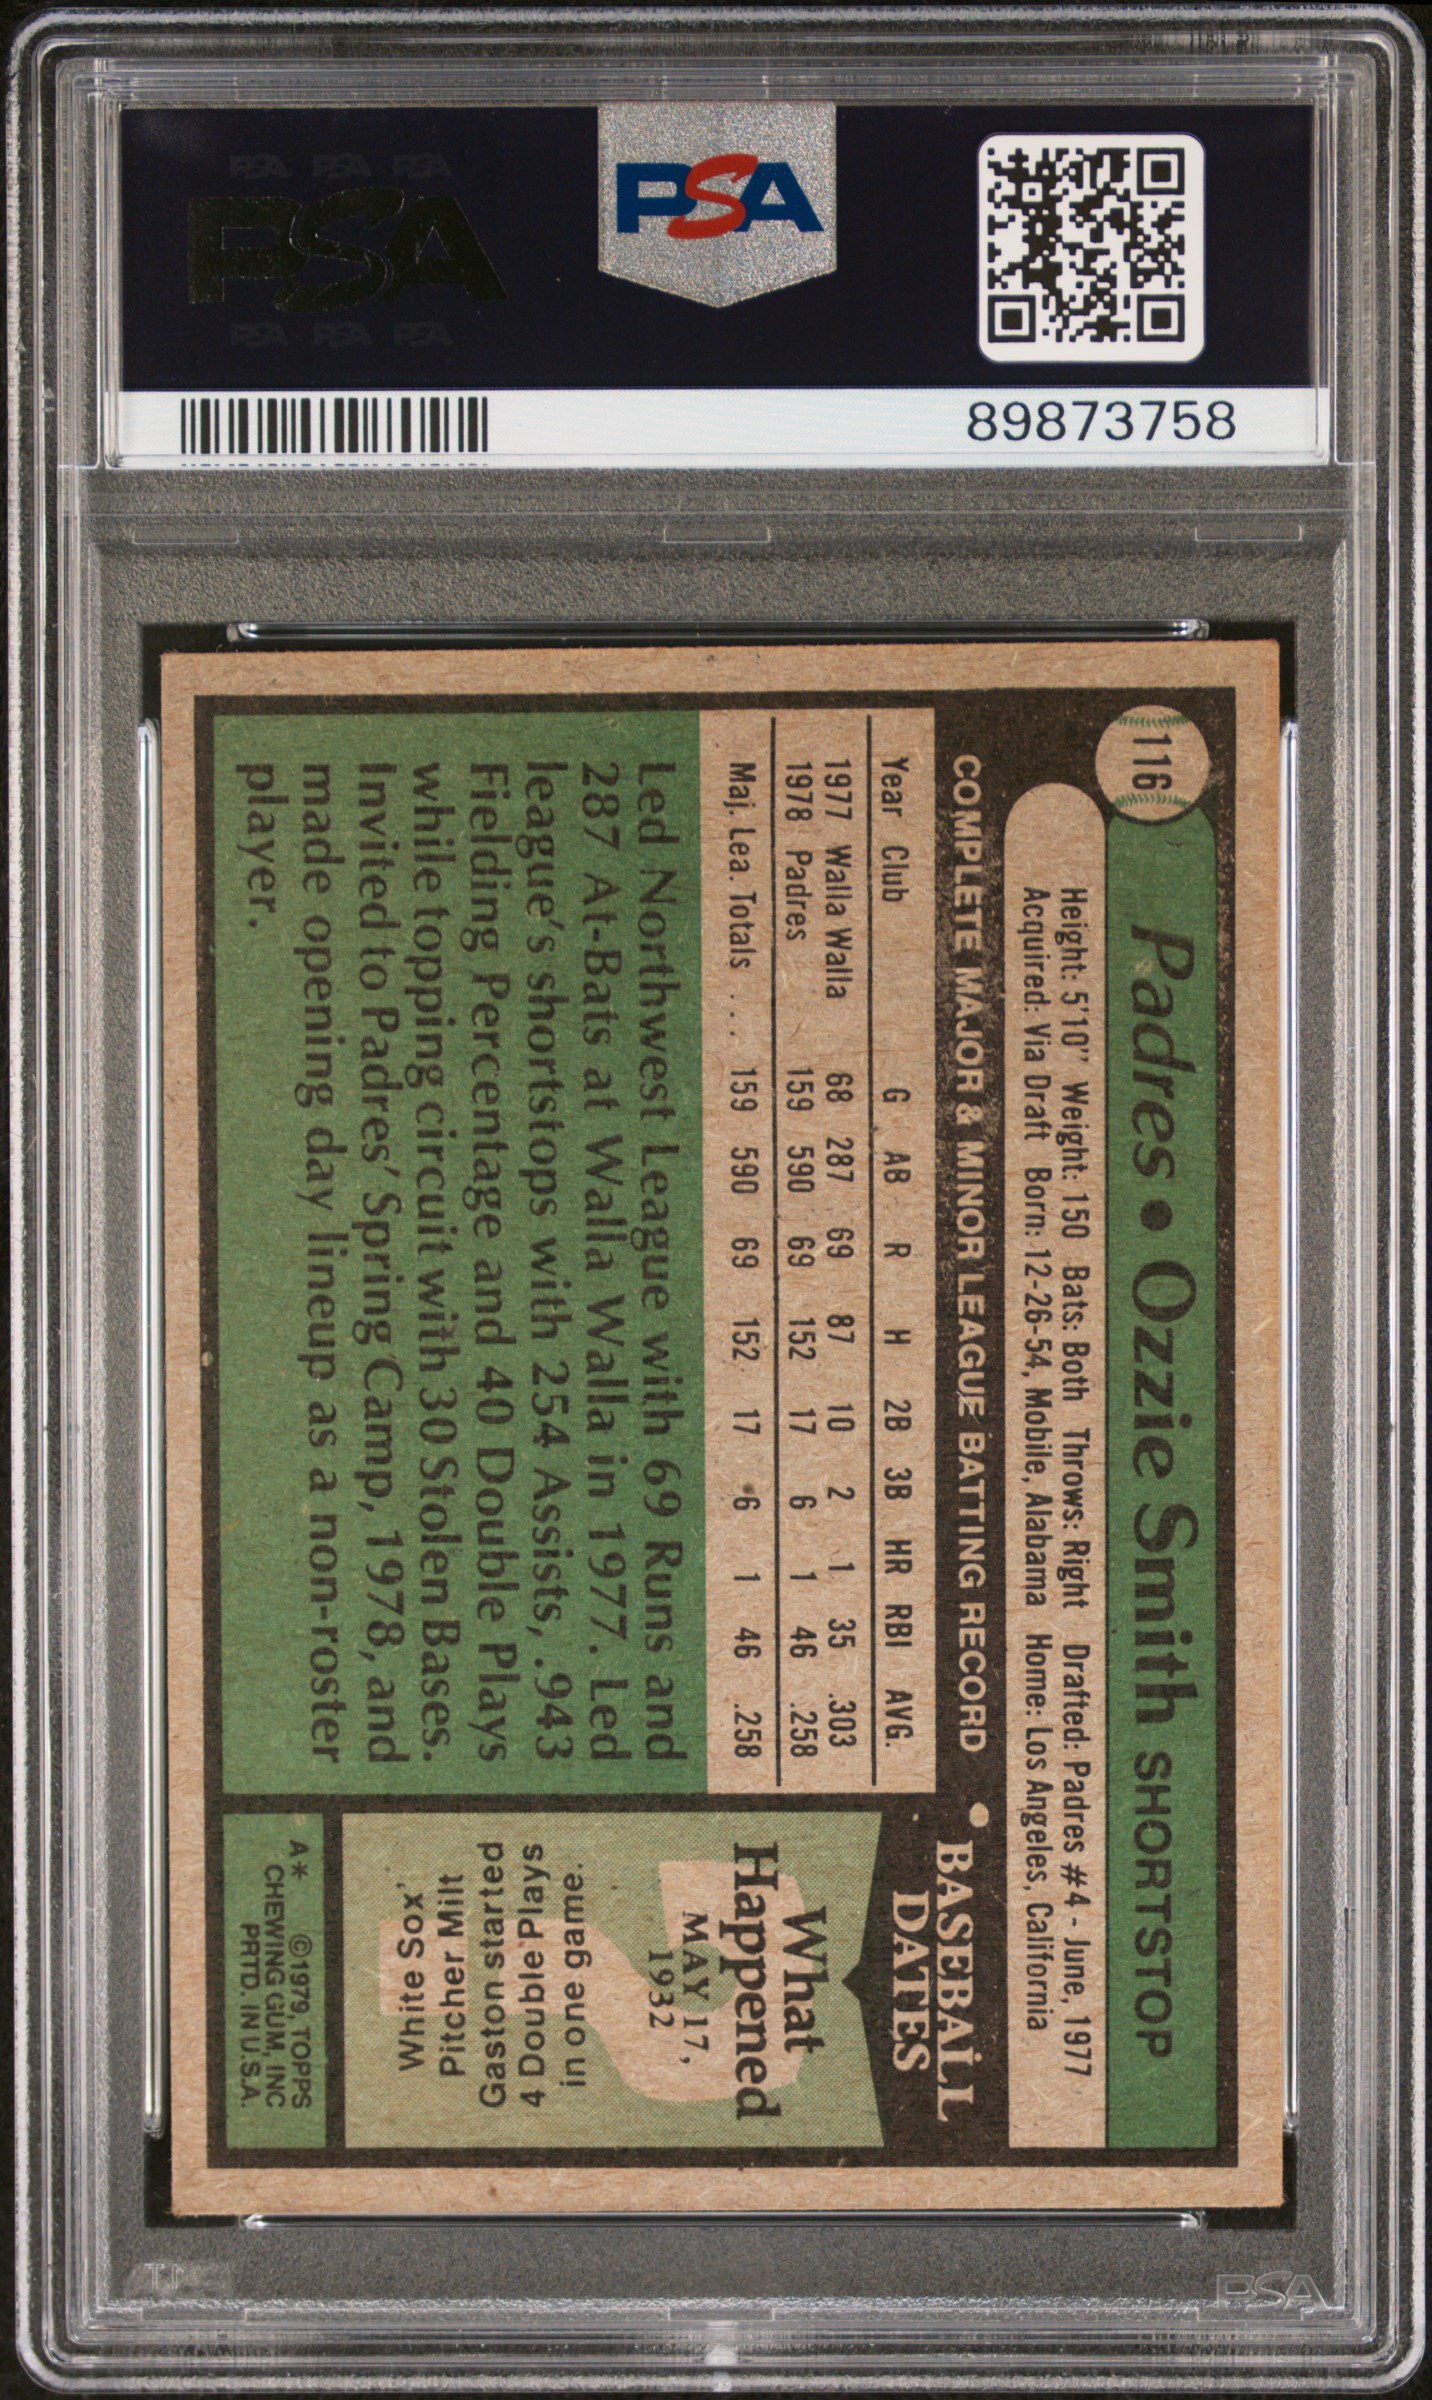 PSA PSA PSA
PSA
PSA PSA PSA
PSA
89873758
116
Padres • Ozzie Smith SHORTSTOP
Height: 5'10" Weight: 150 Bats: Both Throws: Right Drafted: Padres #4 - June, 1977
Acquired: Via Draft Born: 12-26-54, Mobile, Alabama Home: Los Angeles, California
COMPLETE MAJOR & MINOR LEAGUE BATTING RECORD •
Year Club G AB R H 2B 3B HR RBI AVG.
1977 Walla Walla 68 287 69 87 10 2 1 35 .303
1978 Padres 159 590 69 152 17 6 1 46 .258
Maj. Lea. Totals . . . 159 590 69 152 17 6 1 46 .258
Led Northwest League with 69 Runs and
287 At-Bats at Walla Walla in 1977. Led
league's shortstops with 254 Assists, .943
Fielding Percentage and 40 Double Plays
while topping circuit with 30 Stolen Bases.
Invited to Padres' Spring Camp, 1978, and
made opening day lineup as a non-roster
player.
BASEBALL
DATES
What
Happened
MAY 17,
1932
White Sox'
Pitcher Milt
Gaston started
4 Double Plays
in one game.
A* ©1979, TOPPS
CHEWING GUM, INC
PRTD. IN U.S.A.
PSA